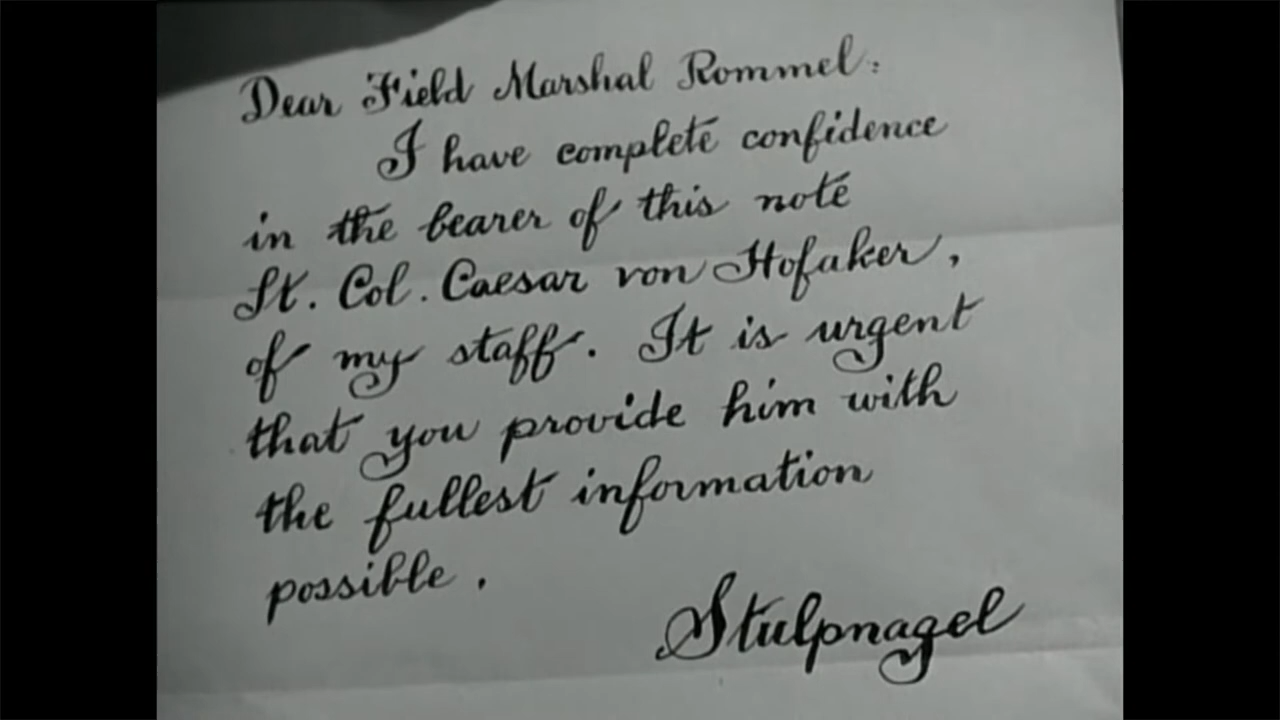 Dear Field Marshal Rommel:
I have complete confidence
in the bearer of this note
Lt. Col. Caesar von Hofaker,
of my staff. It is urgent
that you provide him with
the fullest information
possible.
Stulpnagel